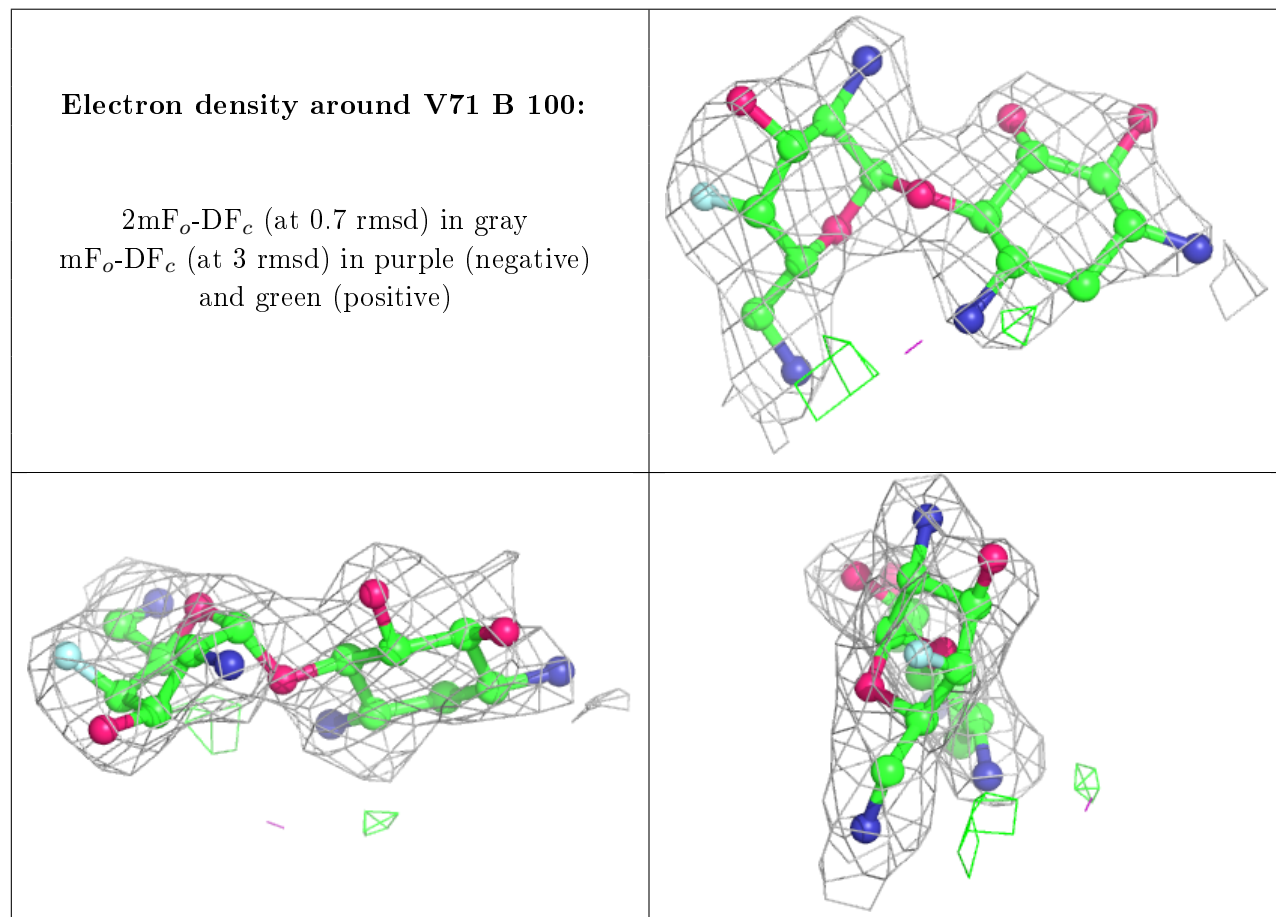 Electron density around V71 B 100:
2mFₒ-DF𝒸 (at 0.7 rmsd) in gray
mFₒ-DF𝒸 (at 3 rmsd) in purple (negative)
and green (positive)